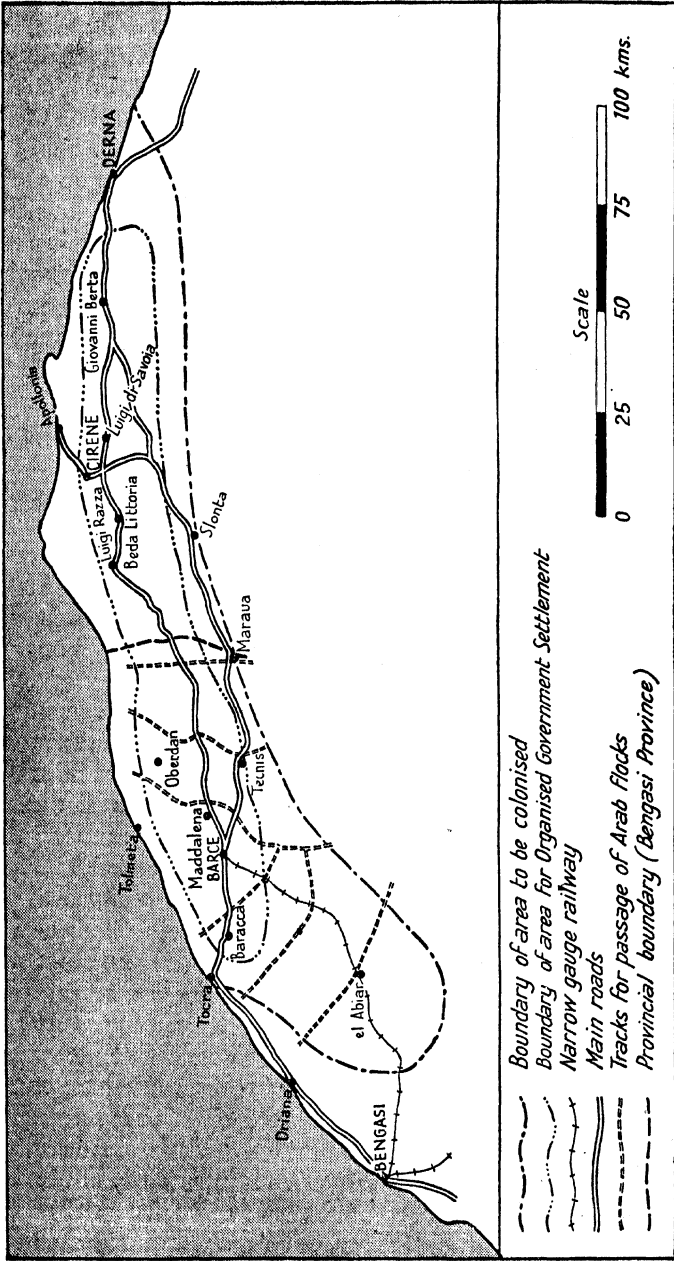 DERNA
Giovanni Berta
Apollonia
CIRENE
Luigi-di-Savoia
Luigi Razza
Beda Littoria
Slonta
Maraua
Oberdan
Tecnis
Tolmeta
Maddalena
BARCE
Baracca
Tocra
el Abiar
Driana
BENGASI
Boundary of area to be colonised
Boundary of area for Organised Government Settlement
Narrow gauge railway
Main roads
Tracks for passage of Arab Flocks
Provincial boundary (Bengasi Province)
Scale
0 25 50 75 100 kms.